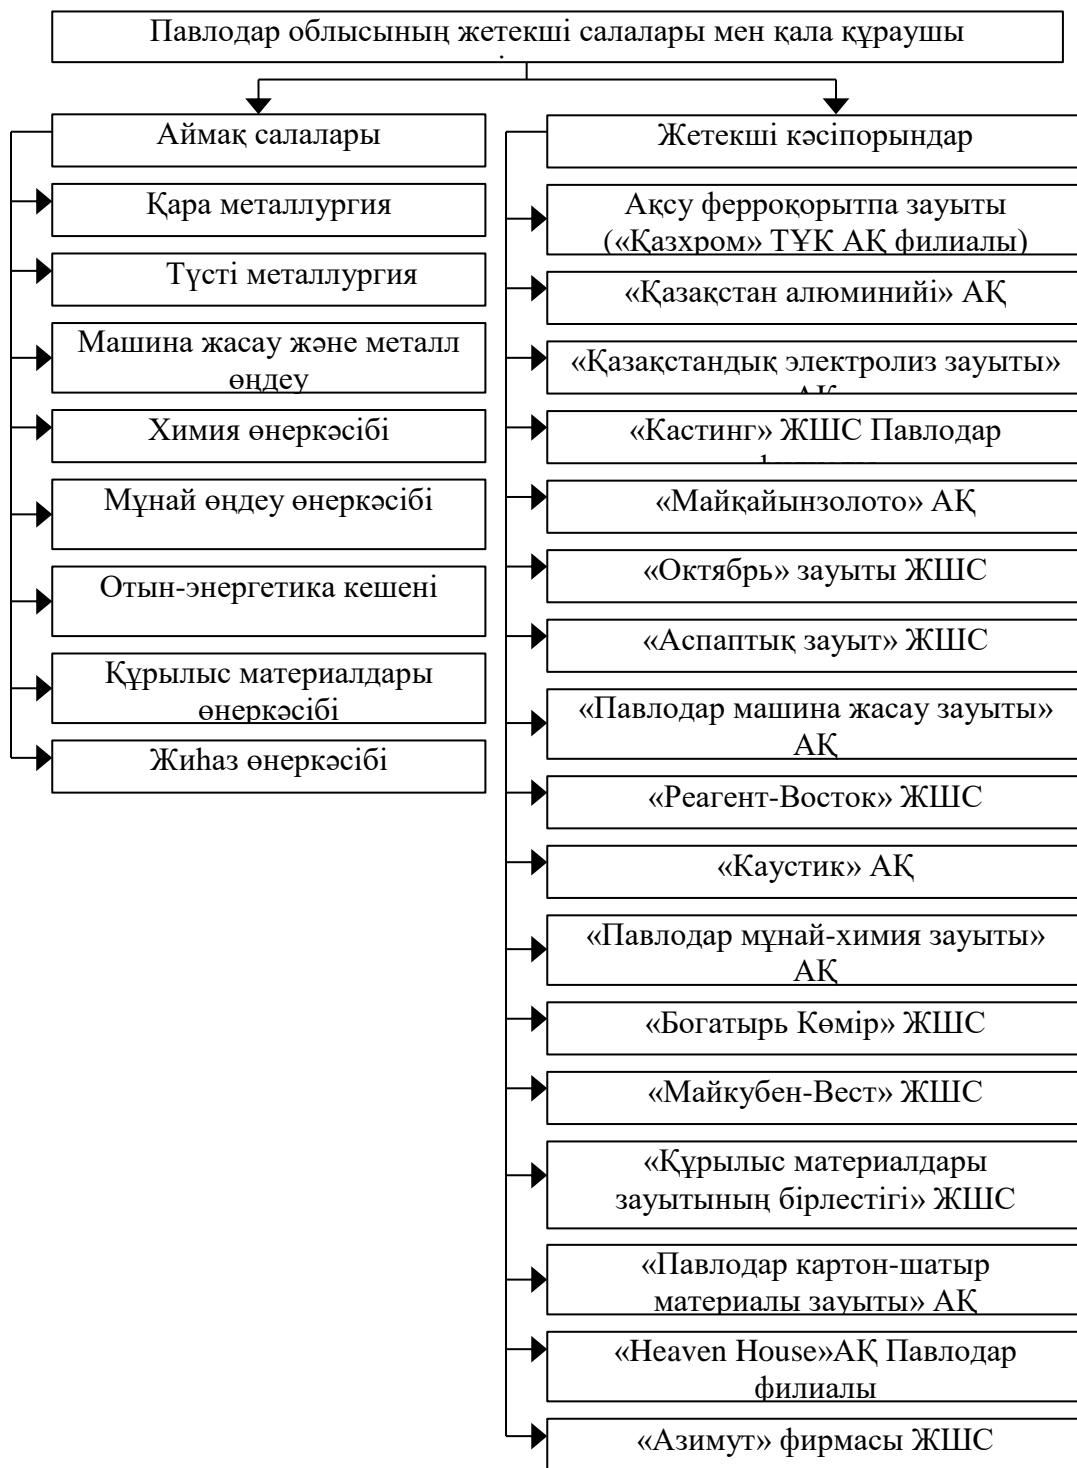 Павлодар облысының жетекші салалары мен қала құраушы
Аймақ салалары
Қара металлургия
Түсті металлургия
Машина жасау және металл
өңдеу
Химия өнеркәсібі
Мұнай өңдеу өнеркәсібі
Отын-энергетика кешені
Құрылыс материалдары
өнеркәсібі
Жиһаз өнеркәсібі
Жетекші кәсіпорындар
Ақсу ферроқорытпа зауыты
(«Қазхром» ТҰК АҚ филиалы)
«Қазақстан алюминийі» АҚ
«Қазақстандық электролиз зауыты»
АҚ
«Кастинг» ЖШС Павлодар
«Майқайынзолото» АҚ
«Октябрь» зауыты ЖШС
«Аспаптық зауыт» ЖШС
«Павлодар машина жасау зауыты»
АҚ
«Реагент-Восток» ЖШС
«Каустик» АҚ
«Павлодар мұнай-химия зауыты»
АҚ
«Богатырь Көмір» ЖШС
«Майкубен-Вест» ЖШС
«Құрылыс материалдары
зауытының бірлестігі» ЖШС
«Павлодар картон-шатыр
материалы зауыты» АҚ
«Heaven House»АҚ Павлодар
филиалы
«Азимут» фирмасы ЖШС